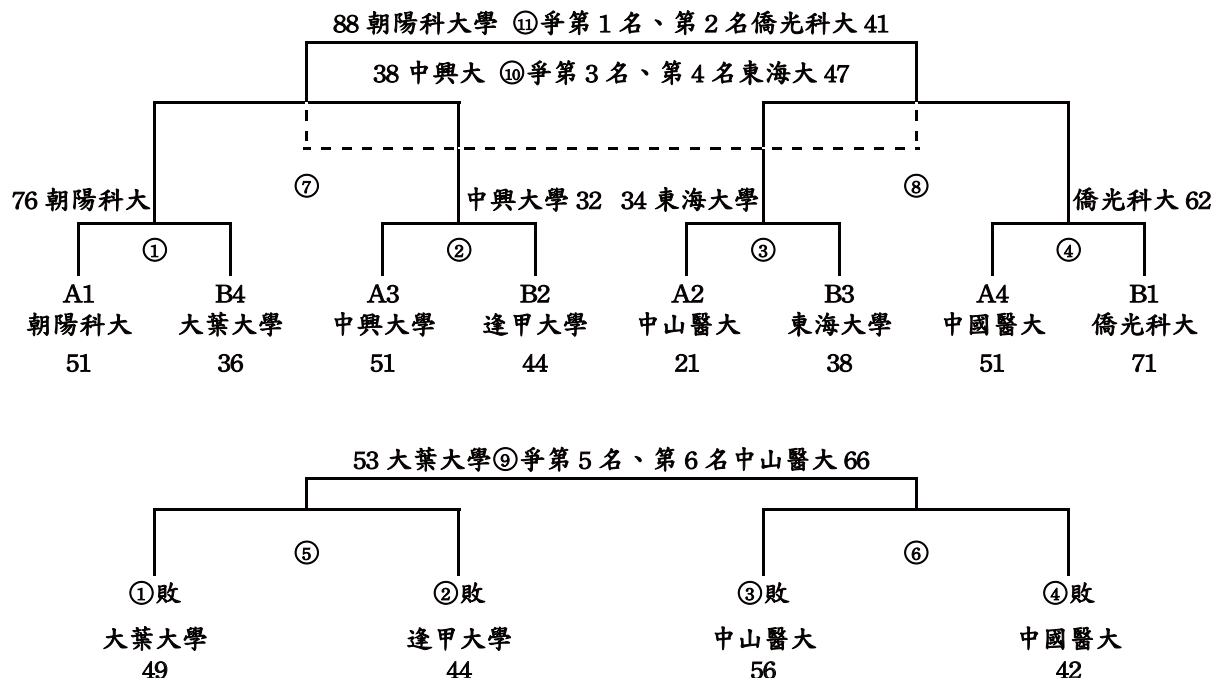 88 朝陽科大學 ⑪爭第 1 名、第 2 名僑光科大 41
38 中興大 ⑩爭第 3 名、第 4 名東海大 47
⑦ ⑧
76 朝陽科大 中興大學 32 34 東海大學 僑光科大 62
① ② ③ ④
A1 B4 A3 B2 A2 B3 A4 B1
朝陽科大 大葉大學 中興大學 逢甲大學 中山醫大 東海大學 中國醫大 僑光科大
51 36 51 44 21 38 51 71
53 大葉大學⑨爭第 5 名、第 6 名中山醫大 66
⑤ ⑥
①敗 ②敗 ③敗 ④敗
大葉大學 逢甲大學 中山醫大 中國醫大
49 44 56 42